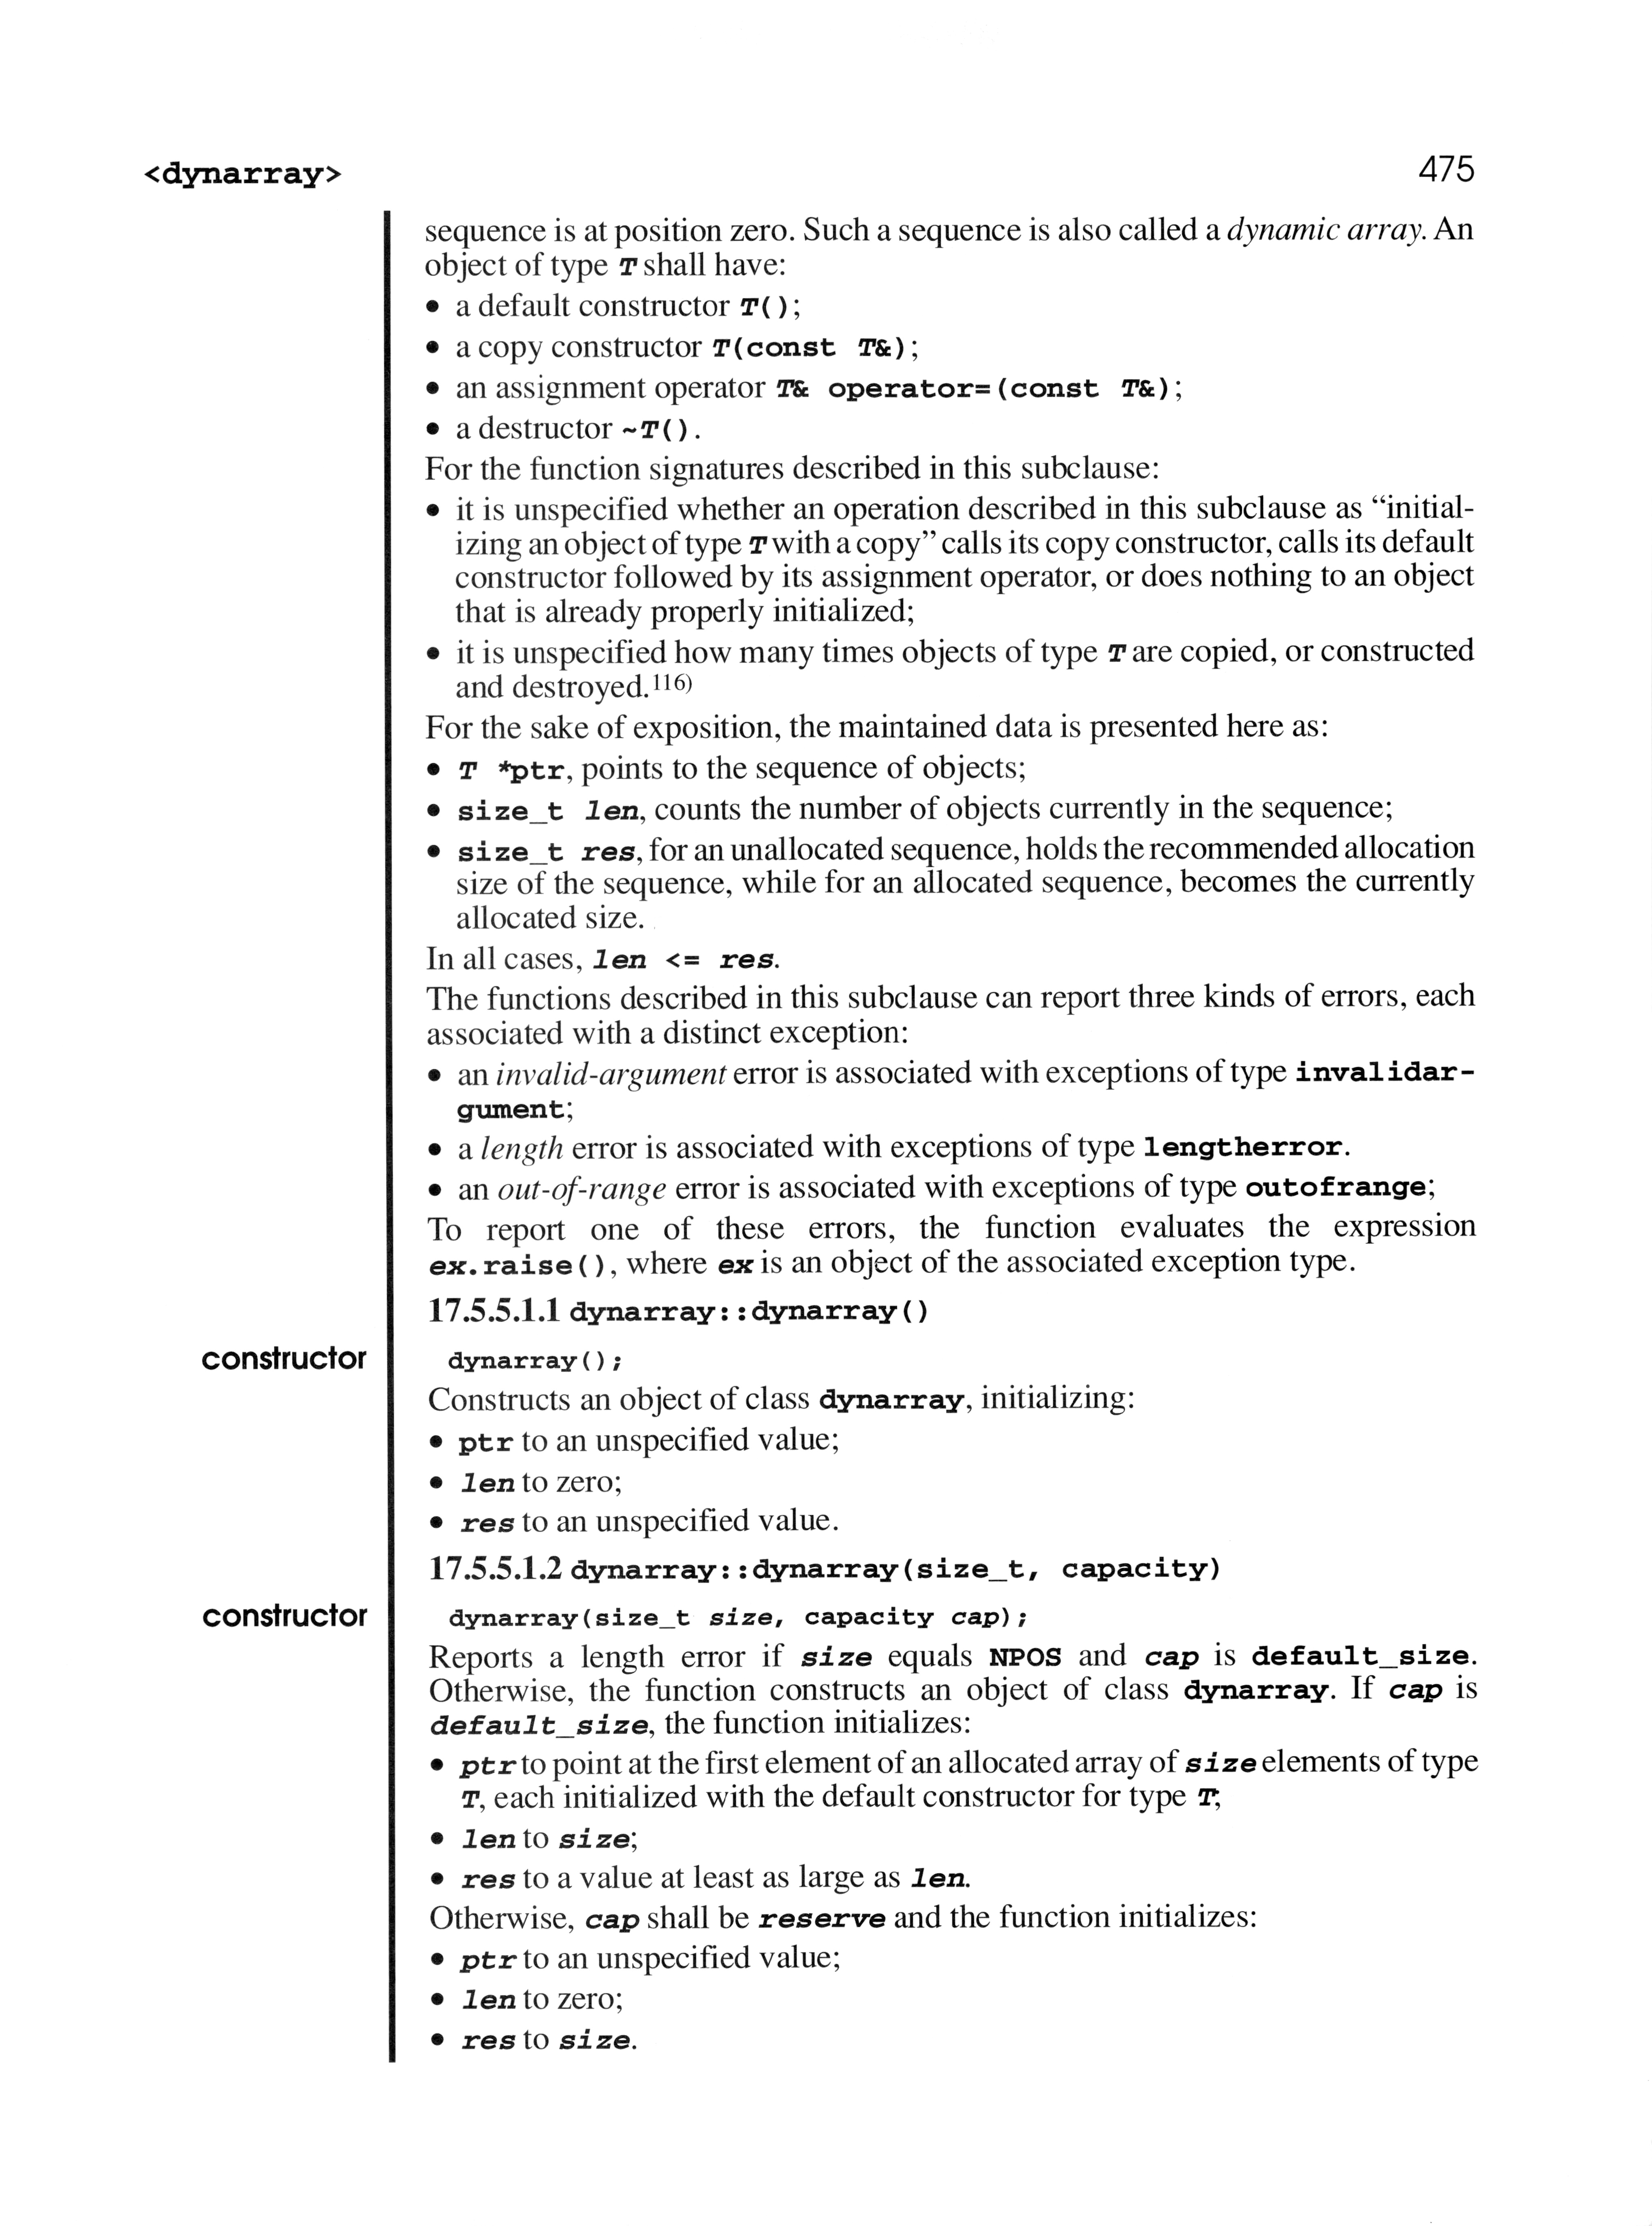 <dynarray> 475
sequence is at position zero. Such a sequence is also called a dynamic array. An
object of type T shall have:
• a default constructor T();
• a copy constructor T(const T&);
• an assignment operator T& operator=(const T&);
• a destructor ~T().
For the function signatures described in this subclause:
• it is unspecified whether an operation described in this subclause as “initial-
izing an object of type T with a copy” calls its copy constructor, calls its default
constructor followed by its assignment operator, or does nothing to an object
that is already properly initialized;
• it is unspecified how many times objects of type T are copied, or constructed
and destroyed.116)
For the sake of exposition, the maintained data is presented here as:
• T *ptr, points to the sequence of objects;
• size_t len, counts the number of objects currently in the sequence;
• size_t res, for an unallocated sequence, holds the recommended allocation
size of the sequence, while for an allocated sequence, becomes the currently
allocated size.
In all cases, len <= res.
The functions described in this subclause can report three kinds of errors, each
associated with a distinct exception:
• an invalid-argument error is associated with exceptions of type invalidar-
gument;
• a length error is associated with exceptions of type lengtherror.
• an out-of-range error is associated with exceptions of type outofrange;
To report one of these errors, the function evaluates the expression
ex.raise(), where ex is an object of the associated exception type.
17.5.5.1.1 dynarray::dynarray()
constructor dynarray();
Constructs an object of class dynarray, initializing:
• ptr to an unspecified value;
• len to zero;
• res to an unspecified value.
17.5.5.1.2 dynarray::dynarray(size_t, capacity)
constructor dynarray(size_t size, capacity cap);
Reports a length error if size equals NPOS and cap is default_size.
Otherwise, the function constructs an object of class dynarray. If cap is
default_size, the function initializes:
• ptr to point at the first element of an allocated array of size elements of type
T, each initialized with the default constructor for type T;
• len to size;
• res to a value at least as large as len.
Otherwise, cap shall be reserve and the function initializes:
• ptr to an unspecified value;
• len to zero;
• res to size.